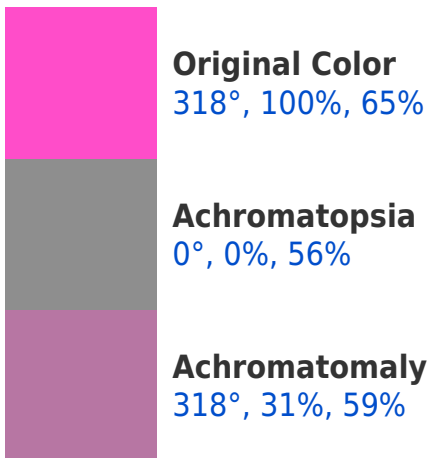 Original Color
318°, 100%, 65%
Achromatopsia
0°, 0%, 56%
Achromatomaly
318°, 31%, 59%